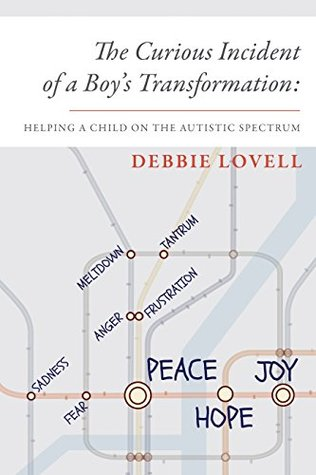 The Curious Incident
of a Boy's Transformation:
HELPING A CHILD ON THE AUTISTIC SPECTRUM
DEBBIE LOVELL
TANTRUM
MELTDOWN
FRUSTRATION
ANGER
PEACE
JOY
SADNESS
FEAR
HOPE